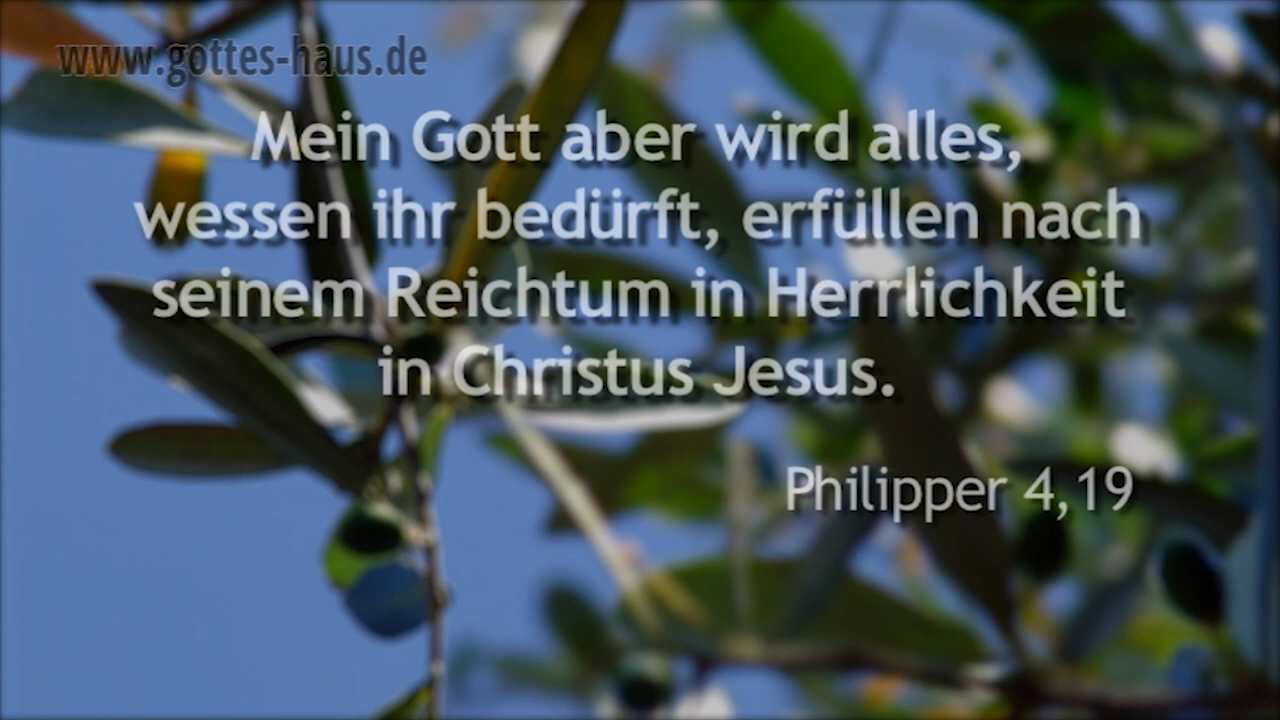 www.gottes-haus.de
Mein Gott aber wird alles,
wessen ihr bedürft, erfüllen nach
seinem Reichtum in Herrlichkeit
in Christus Jesus.
Philipper 4,19